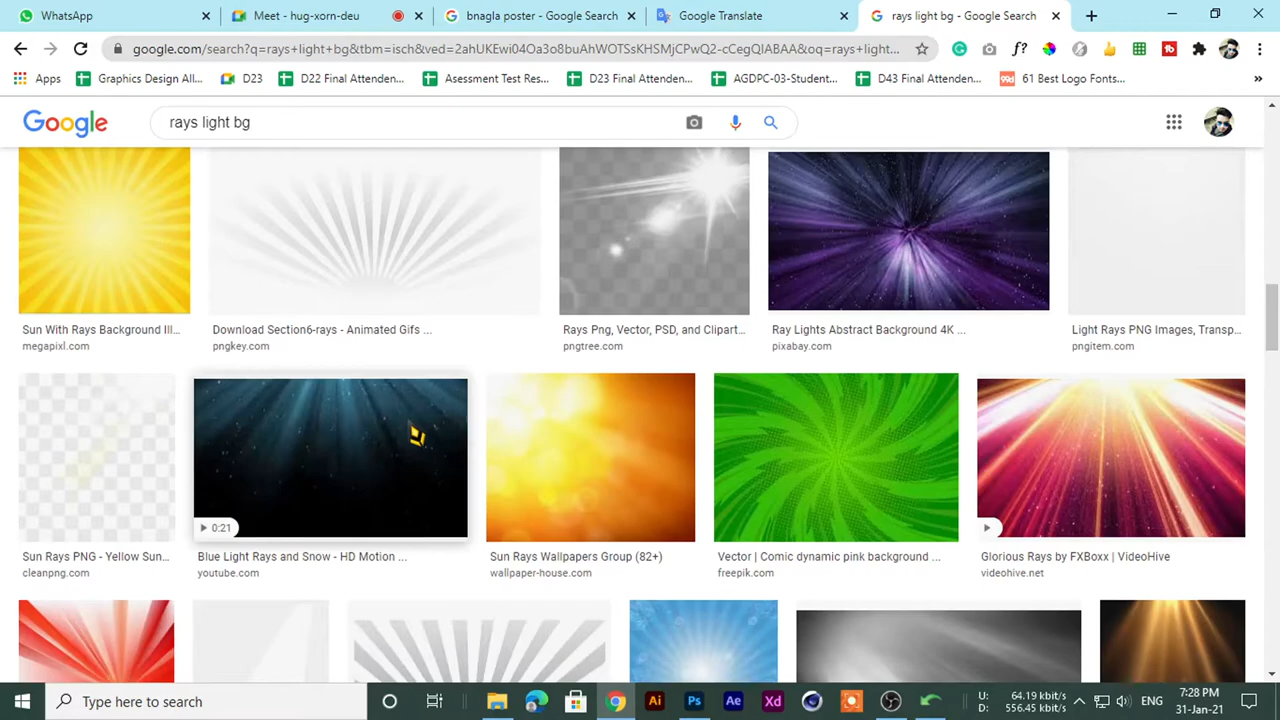 WhatsApp
Meet - hug-xorn-deu
bnagla poster - Google Search
Google Translate
rays light bg - Google Search
google.com/search?q=rays+light+bg&tbm=isch&ved=2ahUKEwi04Oa3o8buAhWOTSsKHSMjCPwQ2-cCegQIABAA&oq=rays+light...
Apps
Graphics Design All...
D23
D22 Final Attenden...
Asessment Test Res...
D23 Final Attenden...
AGDPC-03-Student...
D43 Final Attenden...
99d
61 Best Logo Fonts...
»
Google
rays light bg
Sun With Rays Background Ill...
megapixl.com
Download Section6-rays - Animated Gifs ...
pngkey.com
Rays Png, Vector, PSD, and Clipart...
pngtree.com
Ray Lights Abstract Background 4K ...
pixabay.com
Light Rays PNG Images, Transp...
pngitem.com
0:21
Sun Rays PNG - Yellow Sun...
cleanpng.com
Blue Light Rays and Snow - HD Motion ...
youtube.com
Sun Rays Wallpapers Group (82+)
wallpaper-house.com
Vector | Comic dynamic pink background ...
freepik.com
Glorious Rays by FXBoxx | VideoHive
videohive.net
Type here to search
Ai
Ps
Ae
Xd
U: 64.19 kbit/s
D: 556.45 kbit/s
ENG
7:28 PM
31-Jan-21